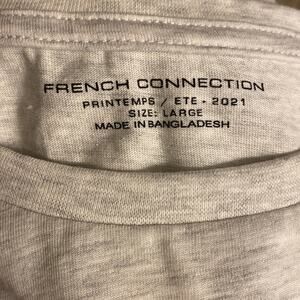 FRENCH CONNECTION
PRINTEMPS / ETE - 2021
SIZE: LARGE
MADE IN BANGLADESH